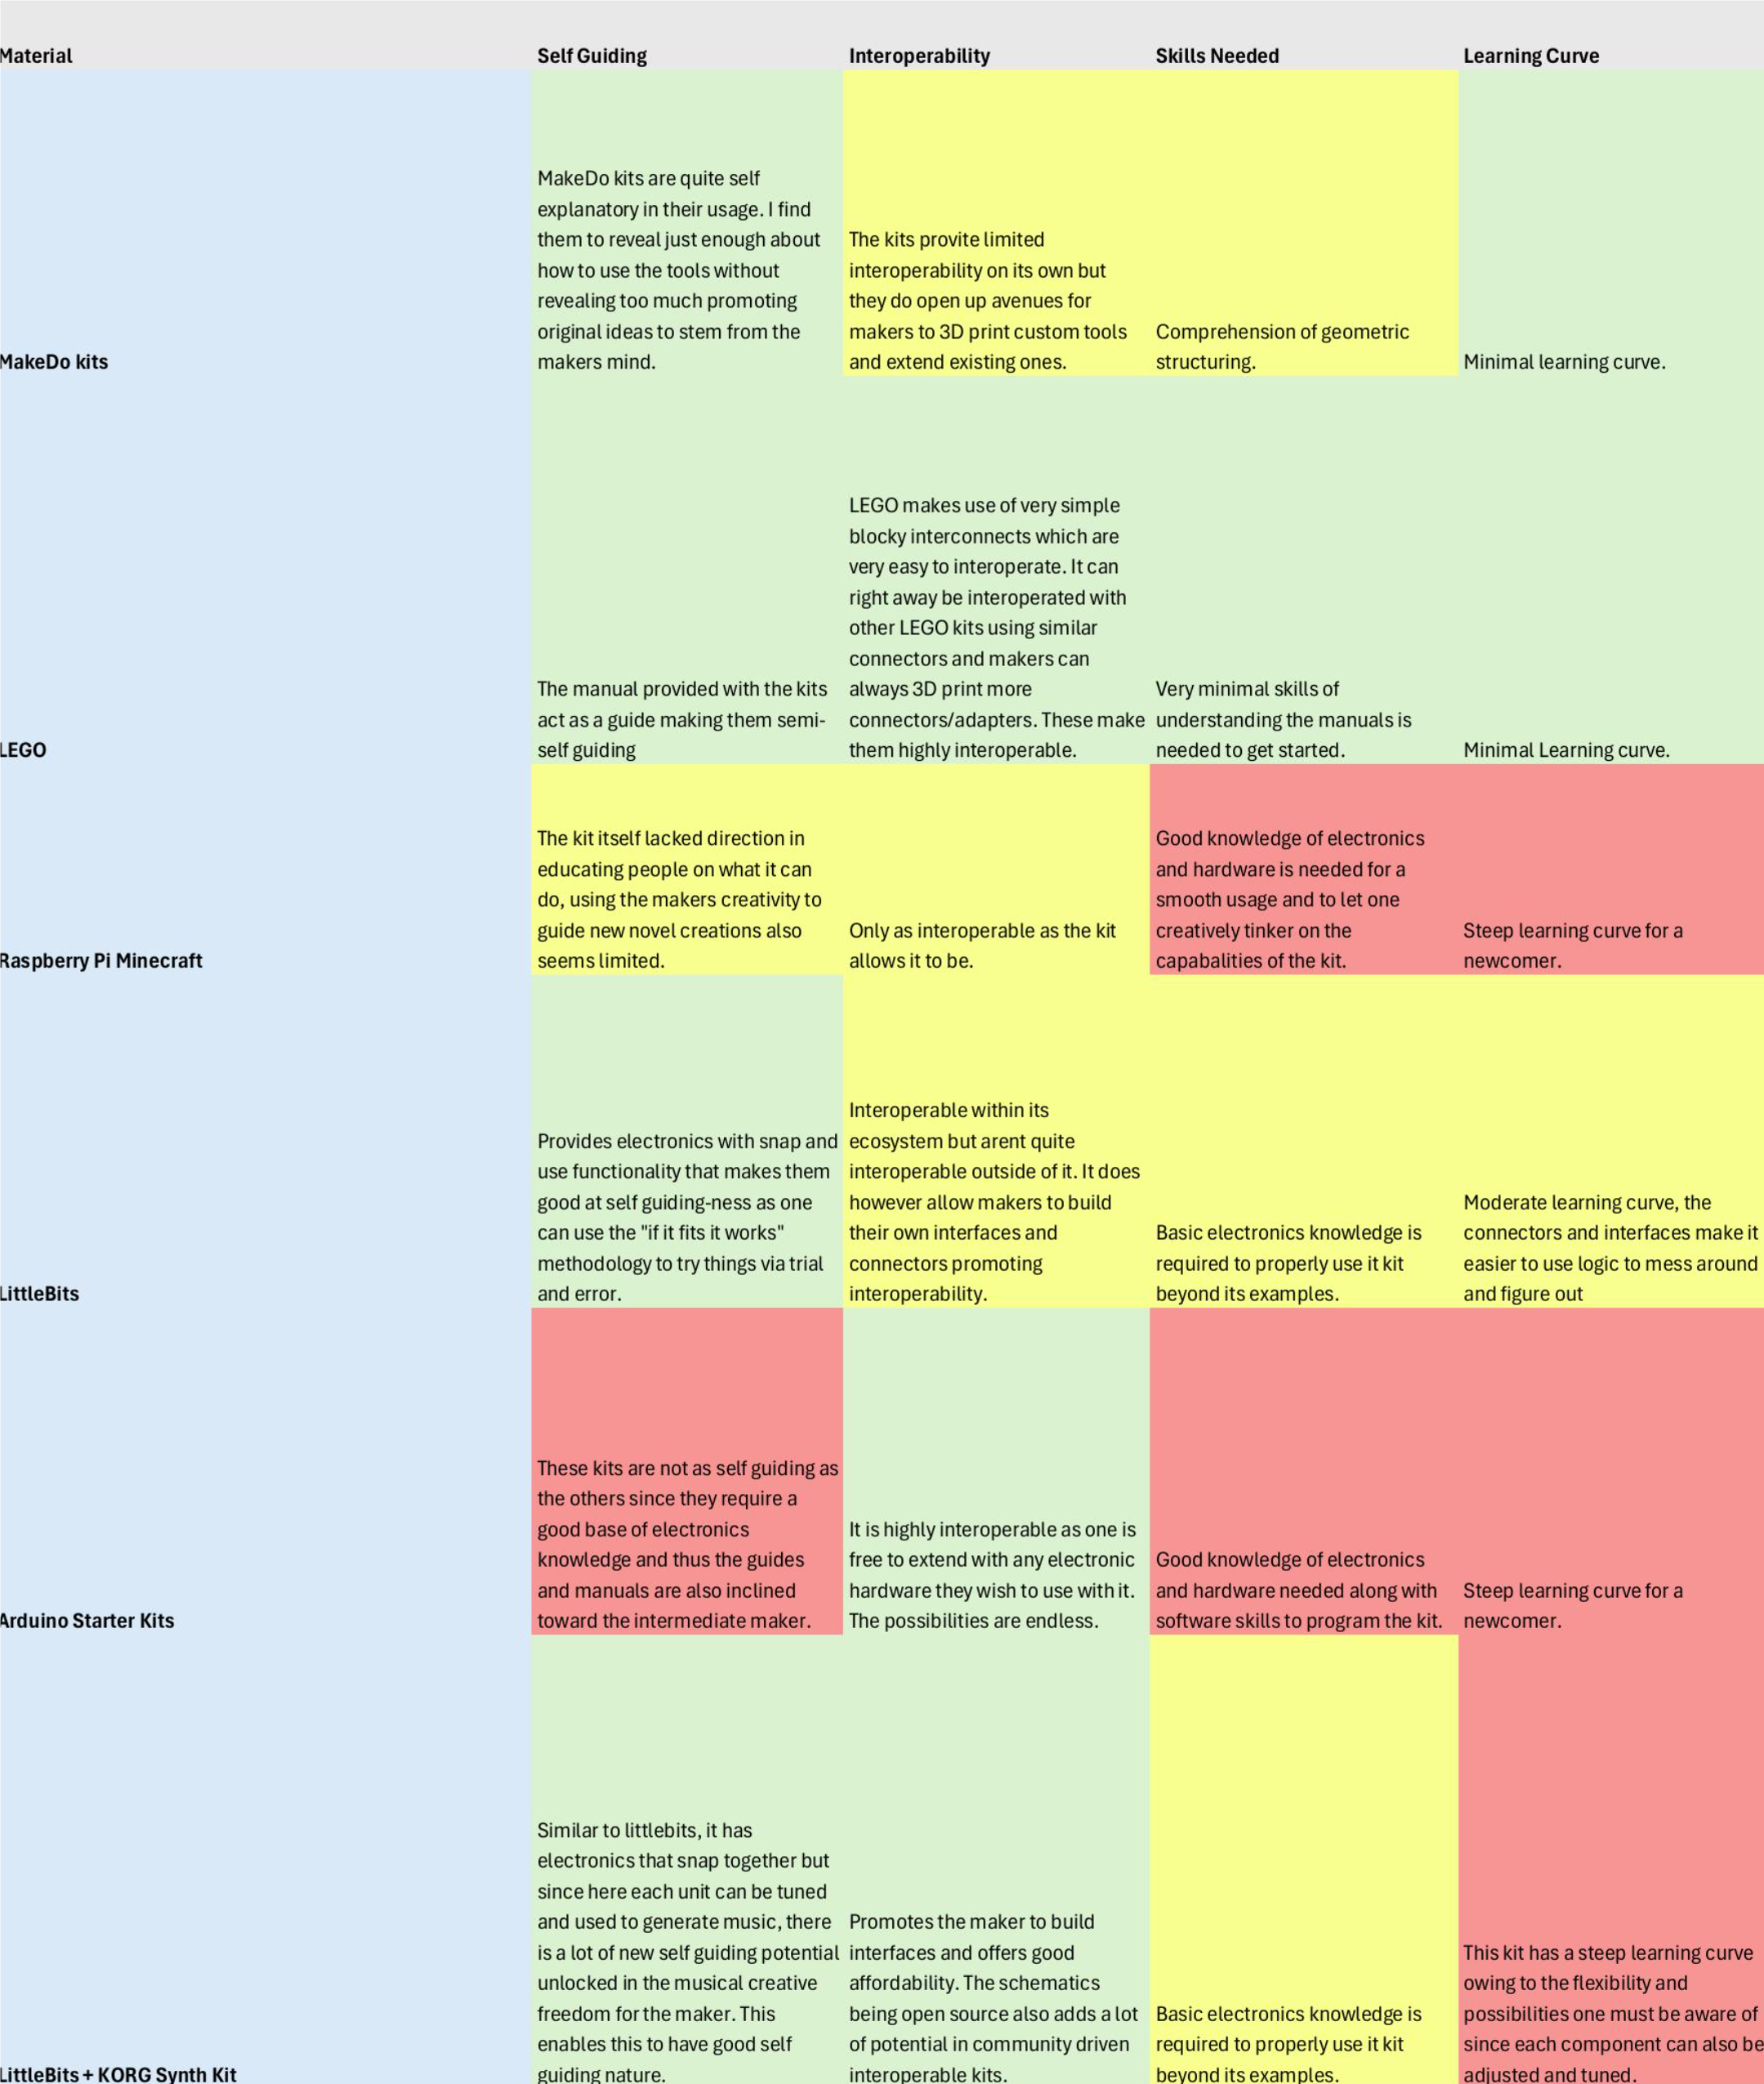 Material
Self Guiding
Interoperability
Skills Needed
Learning Curve
MakeDo kits
MakeDo kits are quite self
explanatory in their usage. I find
them to reveal just enough about
how to use the tools without
revealing too much promoting
original ideas to stem from the
makers mind.
The kits provite limited
interoperability on its own but
they do open up avenues for
makers to 3D print custom tools
and extend existing ones.
Comprehension of geometric
structuring.
Minimal learning curve.
LEGO
The manual provided with the kits
act as a guide making them semi-
self guiding
LEGO makes use of very simple
blocky interconnects which are
very easy to interoperate. It can
right away be interoperated with
other LEGO kits using similar
connectors and makers can
always 3D print more
connectors/adapters. These make
them highly interoperable.
Very minimal skills of
understanding the manuals is
needed to get started.
Minimal Learning curve.
Raspberry Pi Minecraft
The kit itself lacked direction in
educating people on what it can
do, using the makers creativity to
guide new novel creations also
seems limited.
Only as interoperable as the kit
allows it to be.
Good knowledge of electronics
and hardware is needed for a
smooth usage and to let one
creatively tinker on the
capabalities of the kit.
Steep learning curve for a
newcomer.
LittleBits
Provides electronics with snap and
use functionality that makes them
good at self guiding-ness as one
can use the "if it fits it works"
methodology to try things via trial
and error.
Interoperable within its
ecosystem but arent quite
interoperable outside of it. It does
however allow makers to build
their own interfaces and
connectors promoting
interoperability.
Basic electronics knowledge is
required to properly use it kit
beyond its examples.
Moderate learning curve, the
connectors and interfaces make it
easier to use logic to mess around
and figure out
Arduino Starter Kits
These kits are not as self guiding as
the others since they require a
good base of electronics
knowledge and thus the guides
and manuals are also inclined
toward the intermediate maker.
It is highly interoperable as one is
free to extend with any electronic
hardware they wish to use with it.
The possibilities are endless.
Good knowledge of electronics
and hardware needed along with
software skills to program the kit.
Steep learning curve for a
newcomer.
LittleBits + KORG Synth Kit
Similar to littlebits, it has
electronics that snap together but
since here each unit can be tuned
and used to generate music, there
is a lot of new self guiding potential
unlocked in the musical creative
freedom for the maker. This
enables this to have good self
guiding nature.
Promotes the maker to build
interfaces and offers good
affordability. The schematics
being open source also adds a lot
of potential in community driven
interoperable kits.
Basic electronics knowledge is
required to properly use it kit
beyond its examples.
This kit has a steep learning curve
owing to the flexibility and
possibilities one must be aware of
since each component can also be
adjusted and tuned.